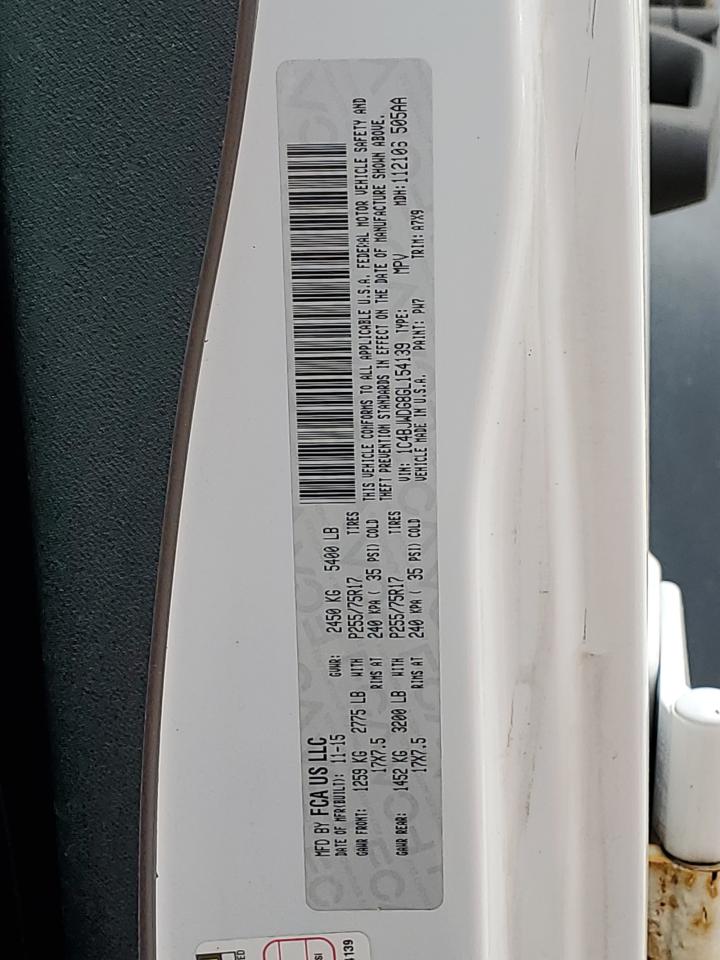 MFD BY FCA US LLC
DATE OF MFR(BUILT): 11-15 GVWR: 2450 KG 5400 LB
GAWR FRONT: 1259 KG 2775 LB WITH P255/75R17 TIRES
17X7.5 RIMS AT 240 KPA ( 35 PSI) COLD
GAWR REAR: 1452 KG 3200 LB WITH P255/75R17 TIRES
17X7.5 RIMS AT 240 KPA ( 35 PSI) COLD
THIS VEHICLE CONFORMS TO ALL APPLICABLE U.S.A. FEDERAL MOTOR VEHICLE SAFETY AND
THEFT PREVENTION STANDARDS IN EFFECT ON THE DATE OF MANUFACTURE SHOWN ABOVE.
VIN: 1C4BJWDG8GL154139 TYPE: MPV MDH: 112103 505AA
VEHICLE MADE IN U.S.A. PAINT: PW7 TRIM: A7X9
139